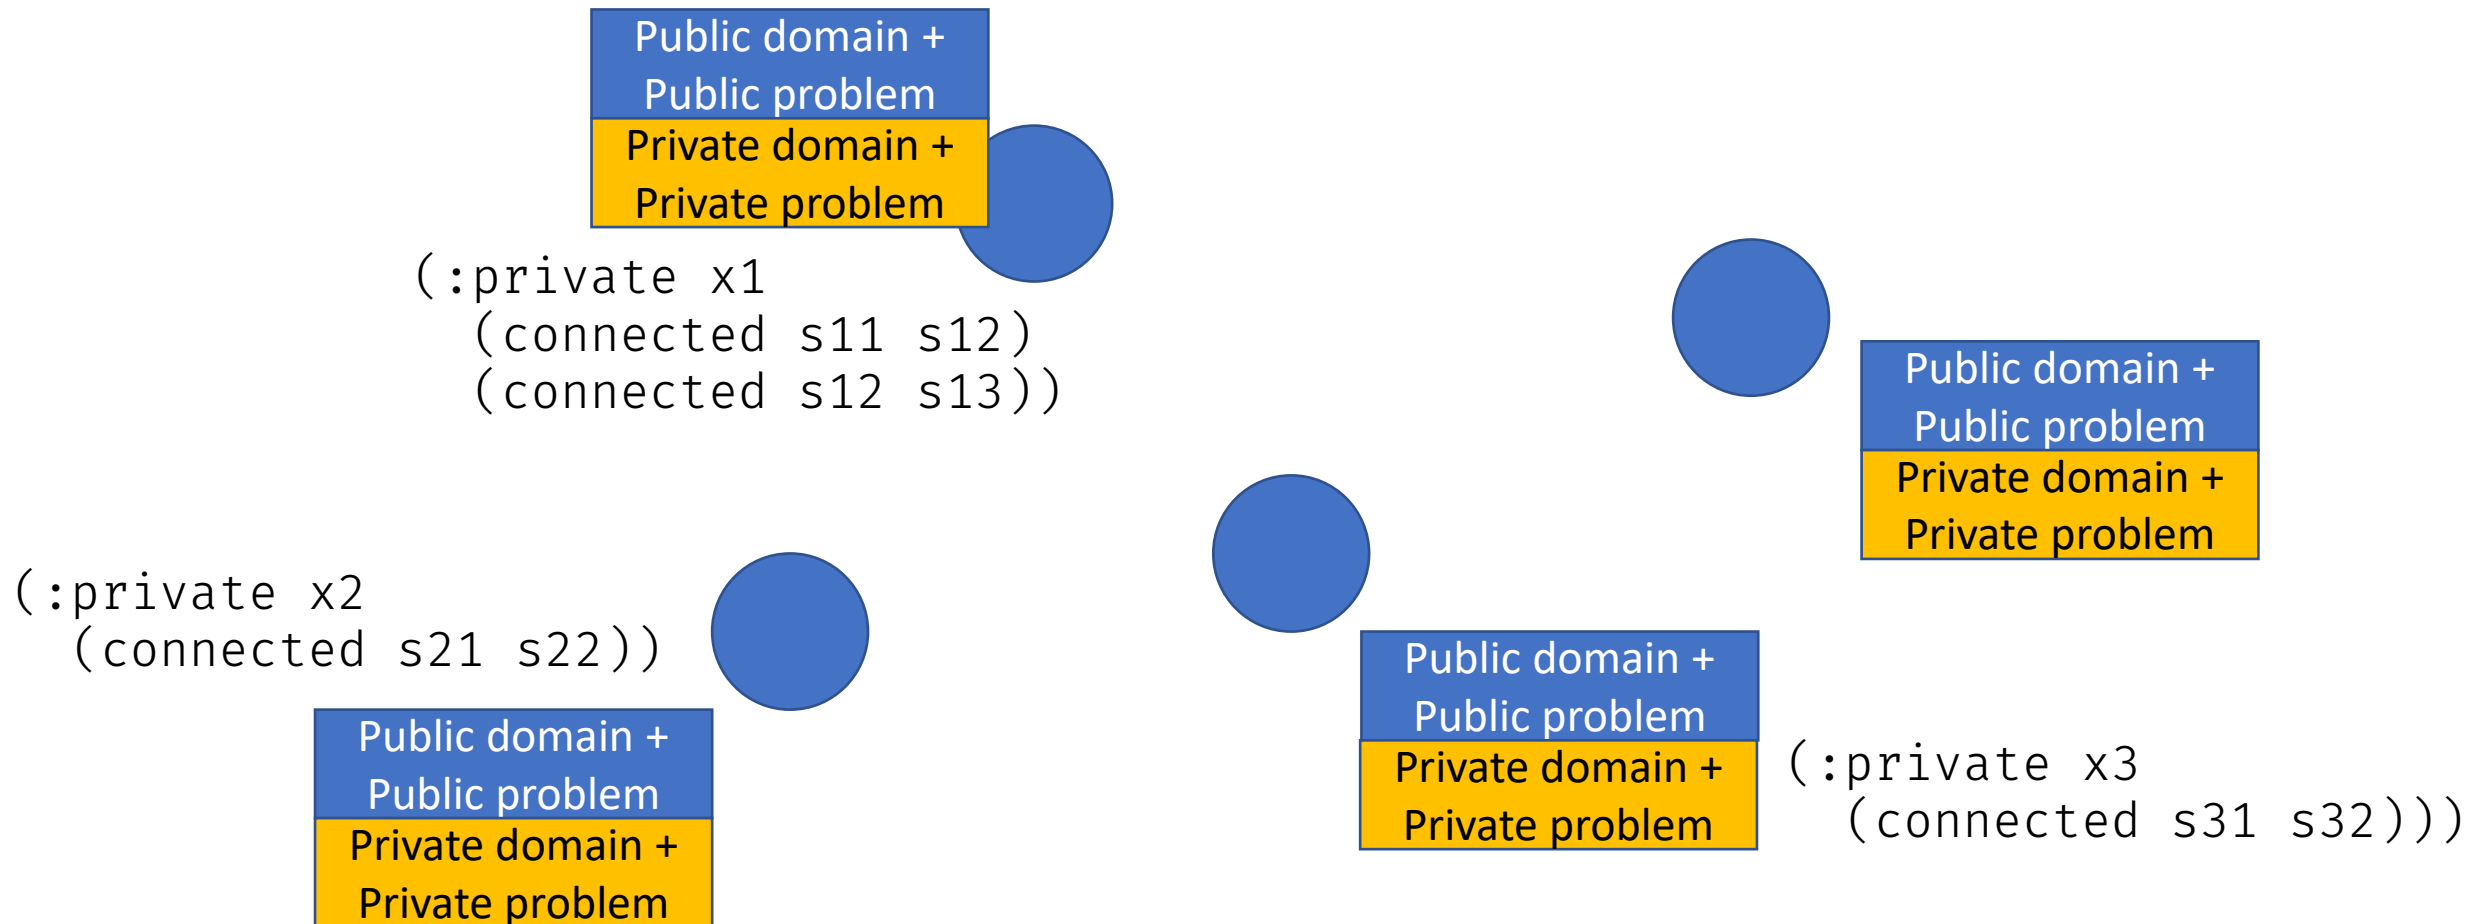 Public domain +
Public problem
Private domain +
Private problem
(:private x1
(connected s11 s12)
(connected s12 s13))
Public domain +
Public problem
Private domain +
Private problem
(:private x2
(connected s21 s22))
Public domain +
Public problem
Private domain +
Private problem
Public domain +
Public problem
Private domain +
Private problem
(:private x3
(connected s31 s32)))